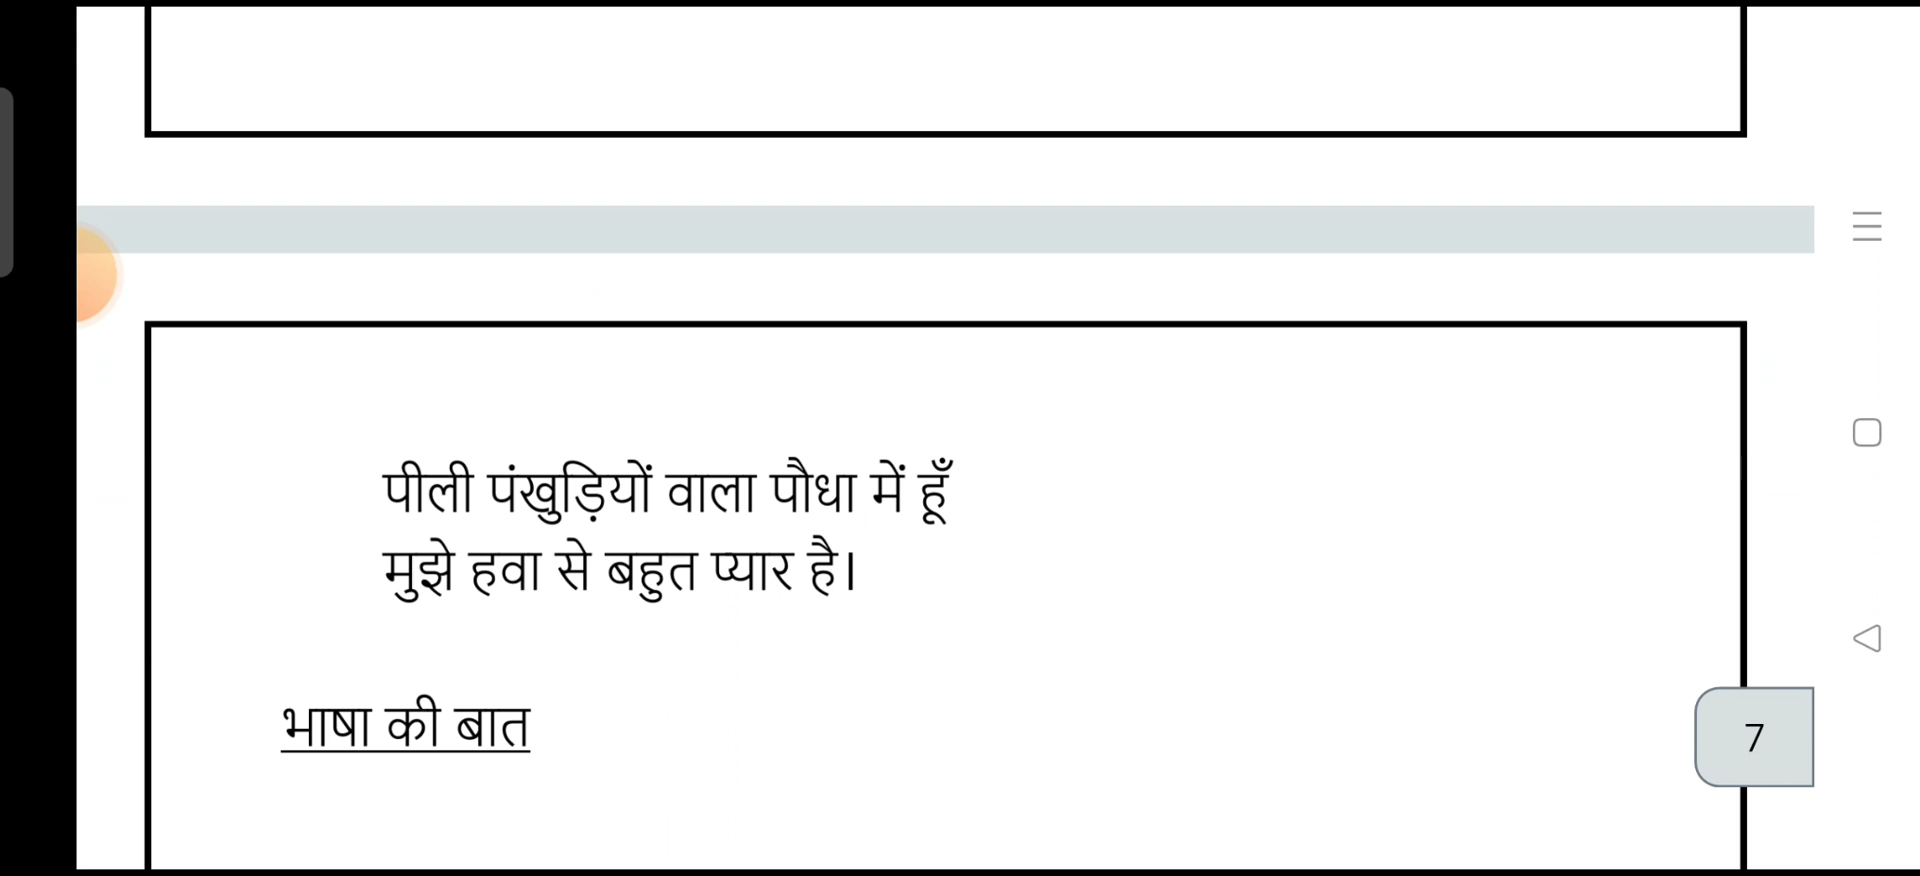 पीली पंखुड़ियों वाला पौधा में हूँ
मुझे हवा से बहुत प्यार है।
भाषा की बात
7